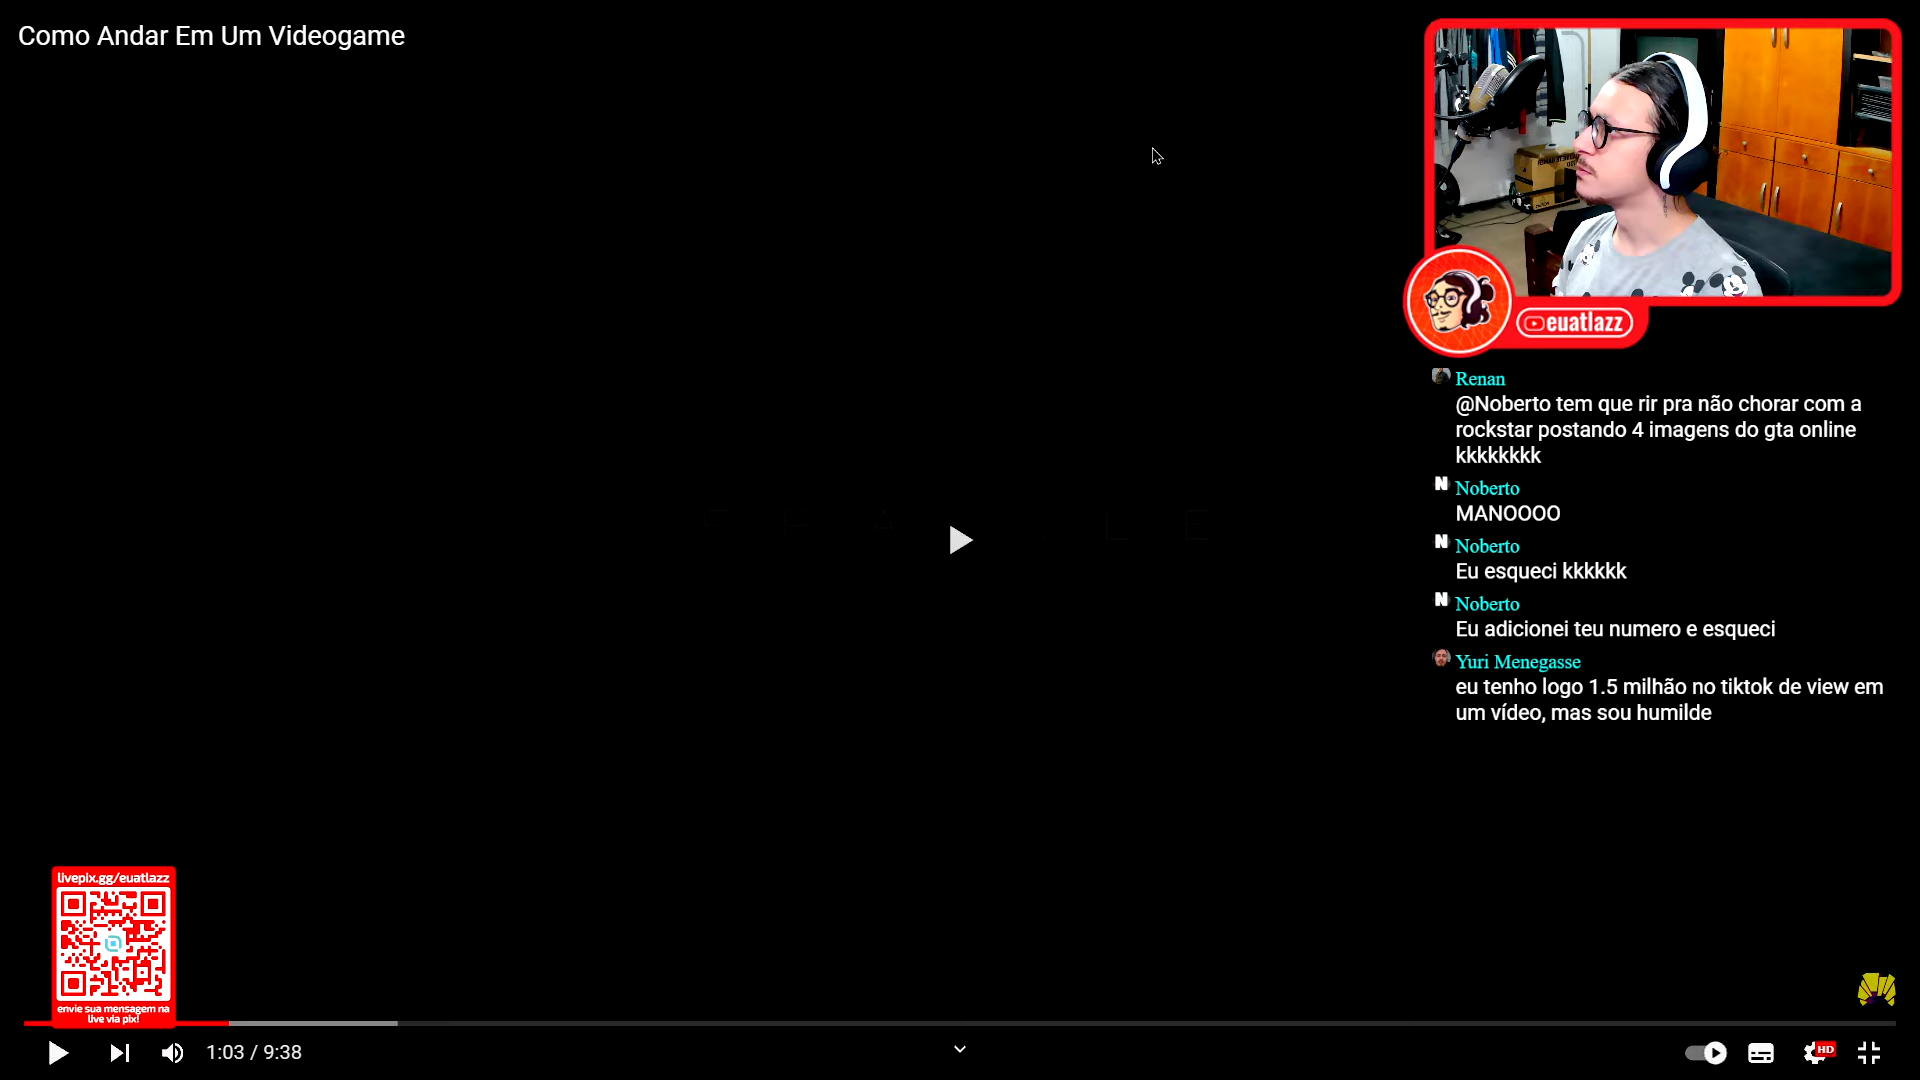 Como Andar Em Um Videogame
euatlazz
Renan
@Noberto tem que rir pra não chorar com a
rockstar postando 4 imagens do gta online
kkkkkkkk
Noberto
MANOOOO
Noberto
Eu esqueci kkkkkk
Noberto
Eu adicionei teu numero e esqueci
Yuri Menegasse
eu tenho logo 1.5 milhão no tiktok de view em
um vídeo, mas sou humilde
livepix.gg/euatlazz
envie sua mensagem na
live via pix!
1:03 / 9:38
HD